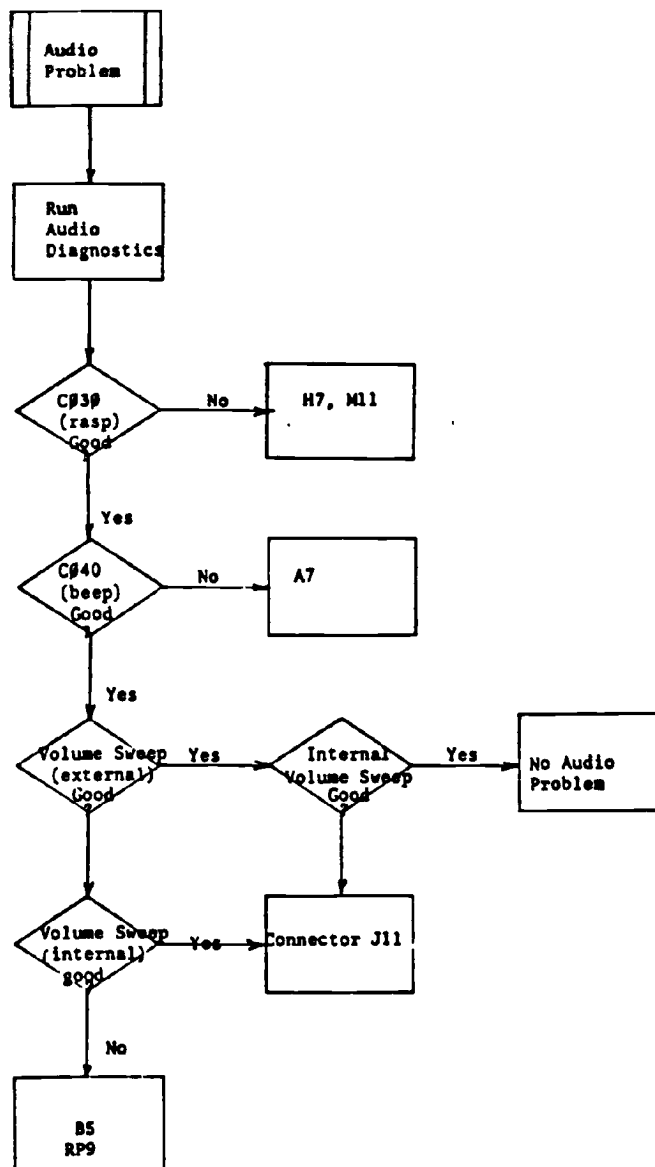 Audio
Problem
Run
Audio
Diagnostics
CØ3Ø
(rasp)
Good
?
No
H7, M11
Yes
CØ40
(beep)
Good
?
No
A7
Yes
Volume Sweep
(external)
Good
?
Yes
Internal
Volume Sweep
Good
?
Yes
No Audio
Problem
Volume Sweep
(internal)
good
?
Yes
Connector J11
No
B5
RP9